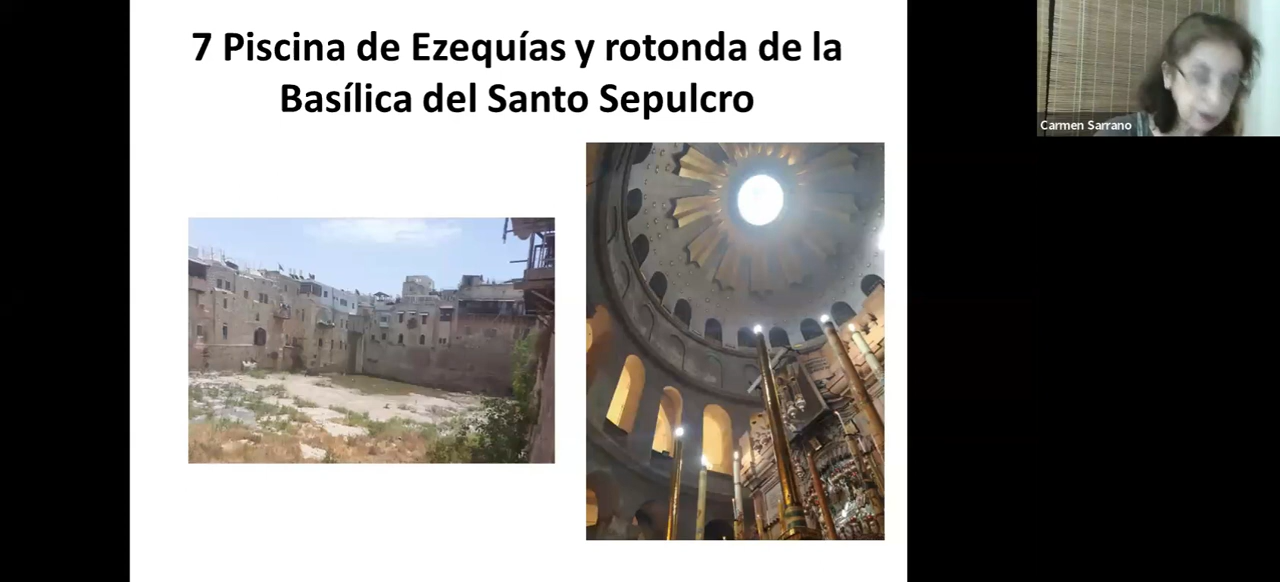 7 Piscina de Ezequías y rotonda de la
Basílica del Santo Sepulcro
Carmen Sarrano